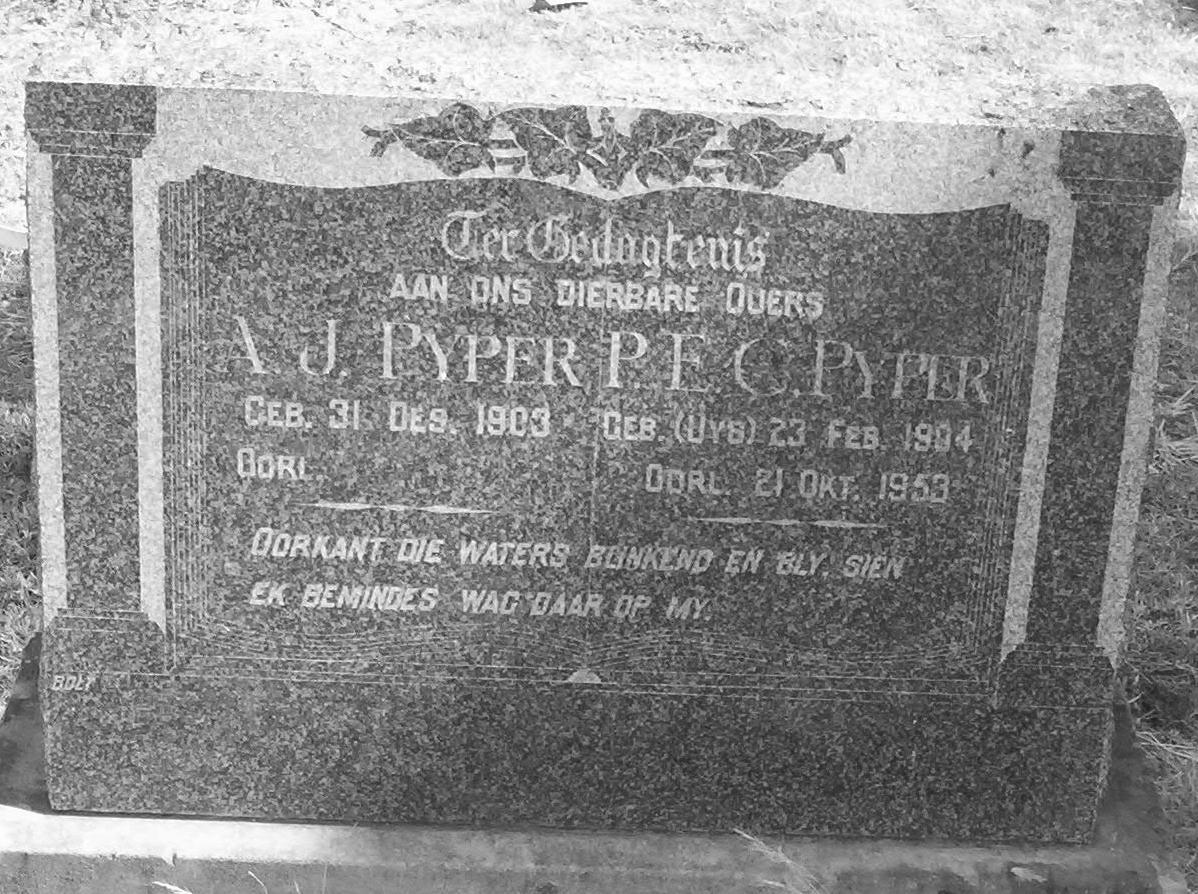 Ter Gedagtenis
AAN ONS DIERBARE OUERS
A. J. PYPER P. E. C. PYPER
GEB. 31 DES. 1903 GEB. (UYS) 23 FEB. 1904
OORL. OORL. 21 OKT. 1953
OORKANT DIE WATERS BLINKEND EN BLY, SIEN
EK BEMINDES WAG DAAR OP MY.
BOLT